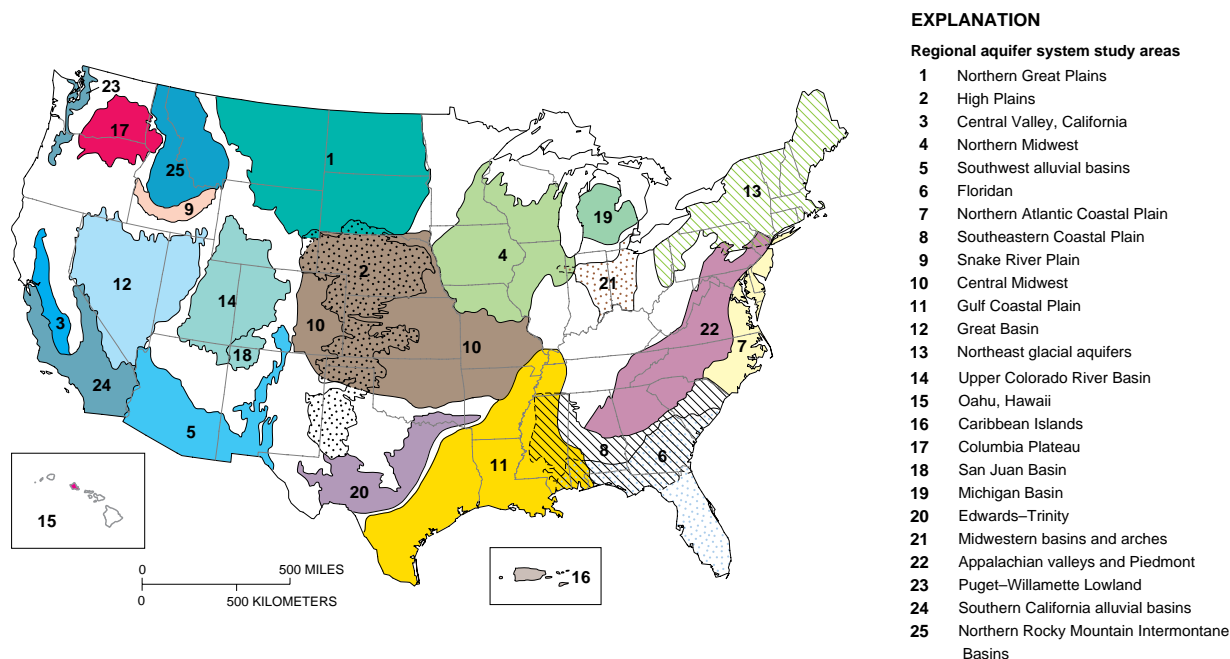 EXPLANATION
Regional aquifer system study areas
1 Northern Great Plains
2 High Plains
3 Central Valley, California
4 Northern Midwest
5 Southwest alluvial basins
6 Floridan
7 Northern Atlantic Coastal Plain
8 Southeastern Coastal Plain
9 Snake River Plain
10 Central Midwest
11 Gulf Coastal Plain
12 Great Basin
13 Northeast glacial aquifers
14 Upper Colorado River Basin
15 Oahu, Hawaii
16 Caribbean Islands
17 Columbia Plateau
18 San Juan Basin
19 Michigan Basin
20 Edwards–Trinity
21 Midwestern basins and arches
22 Appalachian valleys and Piedmont
23 Puget–Willamette Lowland
24 Southern California alluvial basins
25 Northern Rocky Mountain Intermontane
Basins
23
17
1
25
13
9
19
4
2
21
12
14
3
10
10
22
7
18
24
5
8
6
11
20
15
16
0 500 MILES
0 500 KILOMETERS